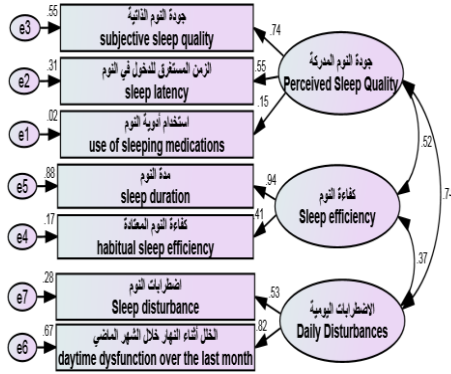 e3
.55
جودة النوم الذاتية
subjective sleep quality
.74
e2
.31
الزمن المستغرق للدخول في النوم
sleep latency
.55
جودة النوم المدركة
Perceived Sleep Quality
e1
.02
استخدام أدوية النوم
use of sleeping medications
.15
.52
e5
.88
مدة النوم
sleep duration
.94
كفاءة النوم
Sleep efficiency
e4
.17
كفاءة النوم المعتادة
habitual sleep efficiency
.41
.37
e7
.28
اضطرابات النوم
Sleep disturbance
.53
الاضطرابات اليومية
Daily Disturbances
e6
.67
الخلل أثناء النهار خلال الشهر الماضي
daytime dysfunction over the last month
.82